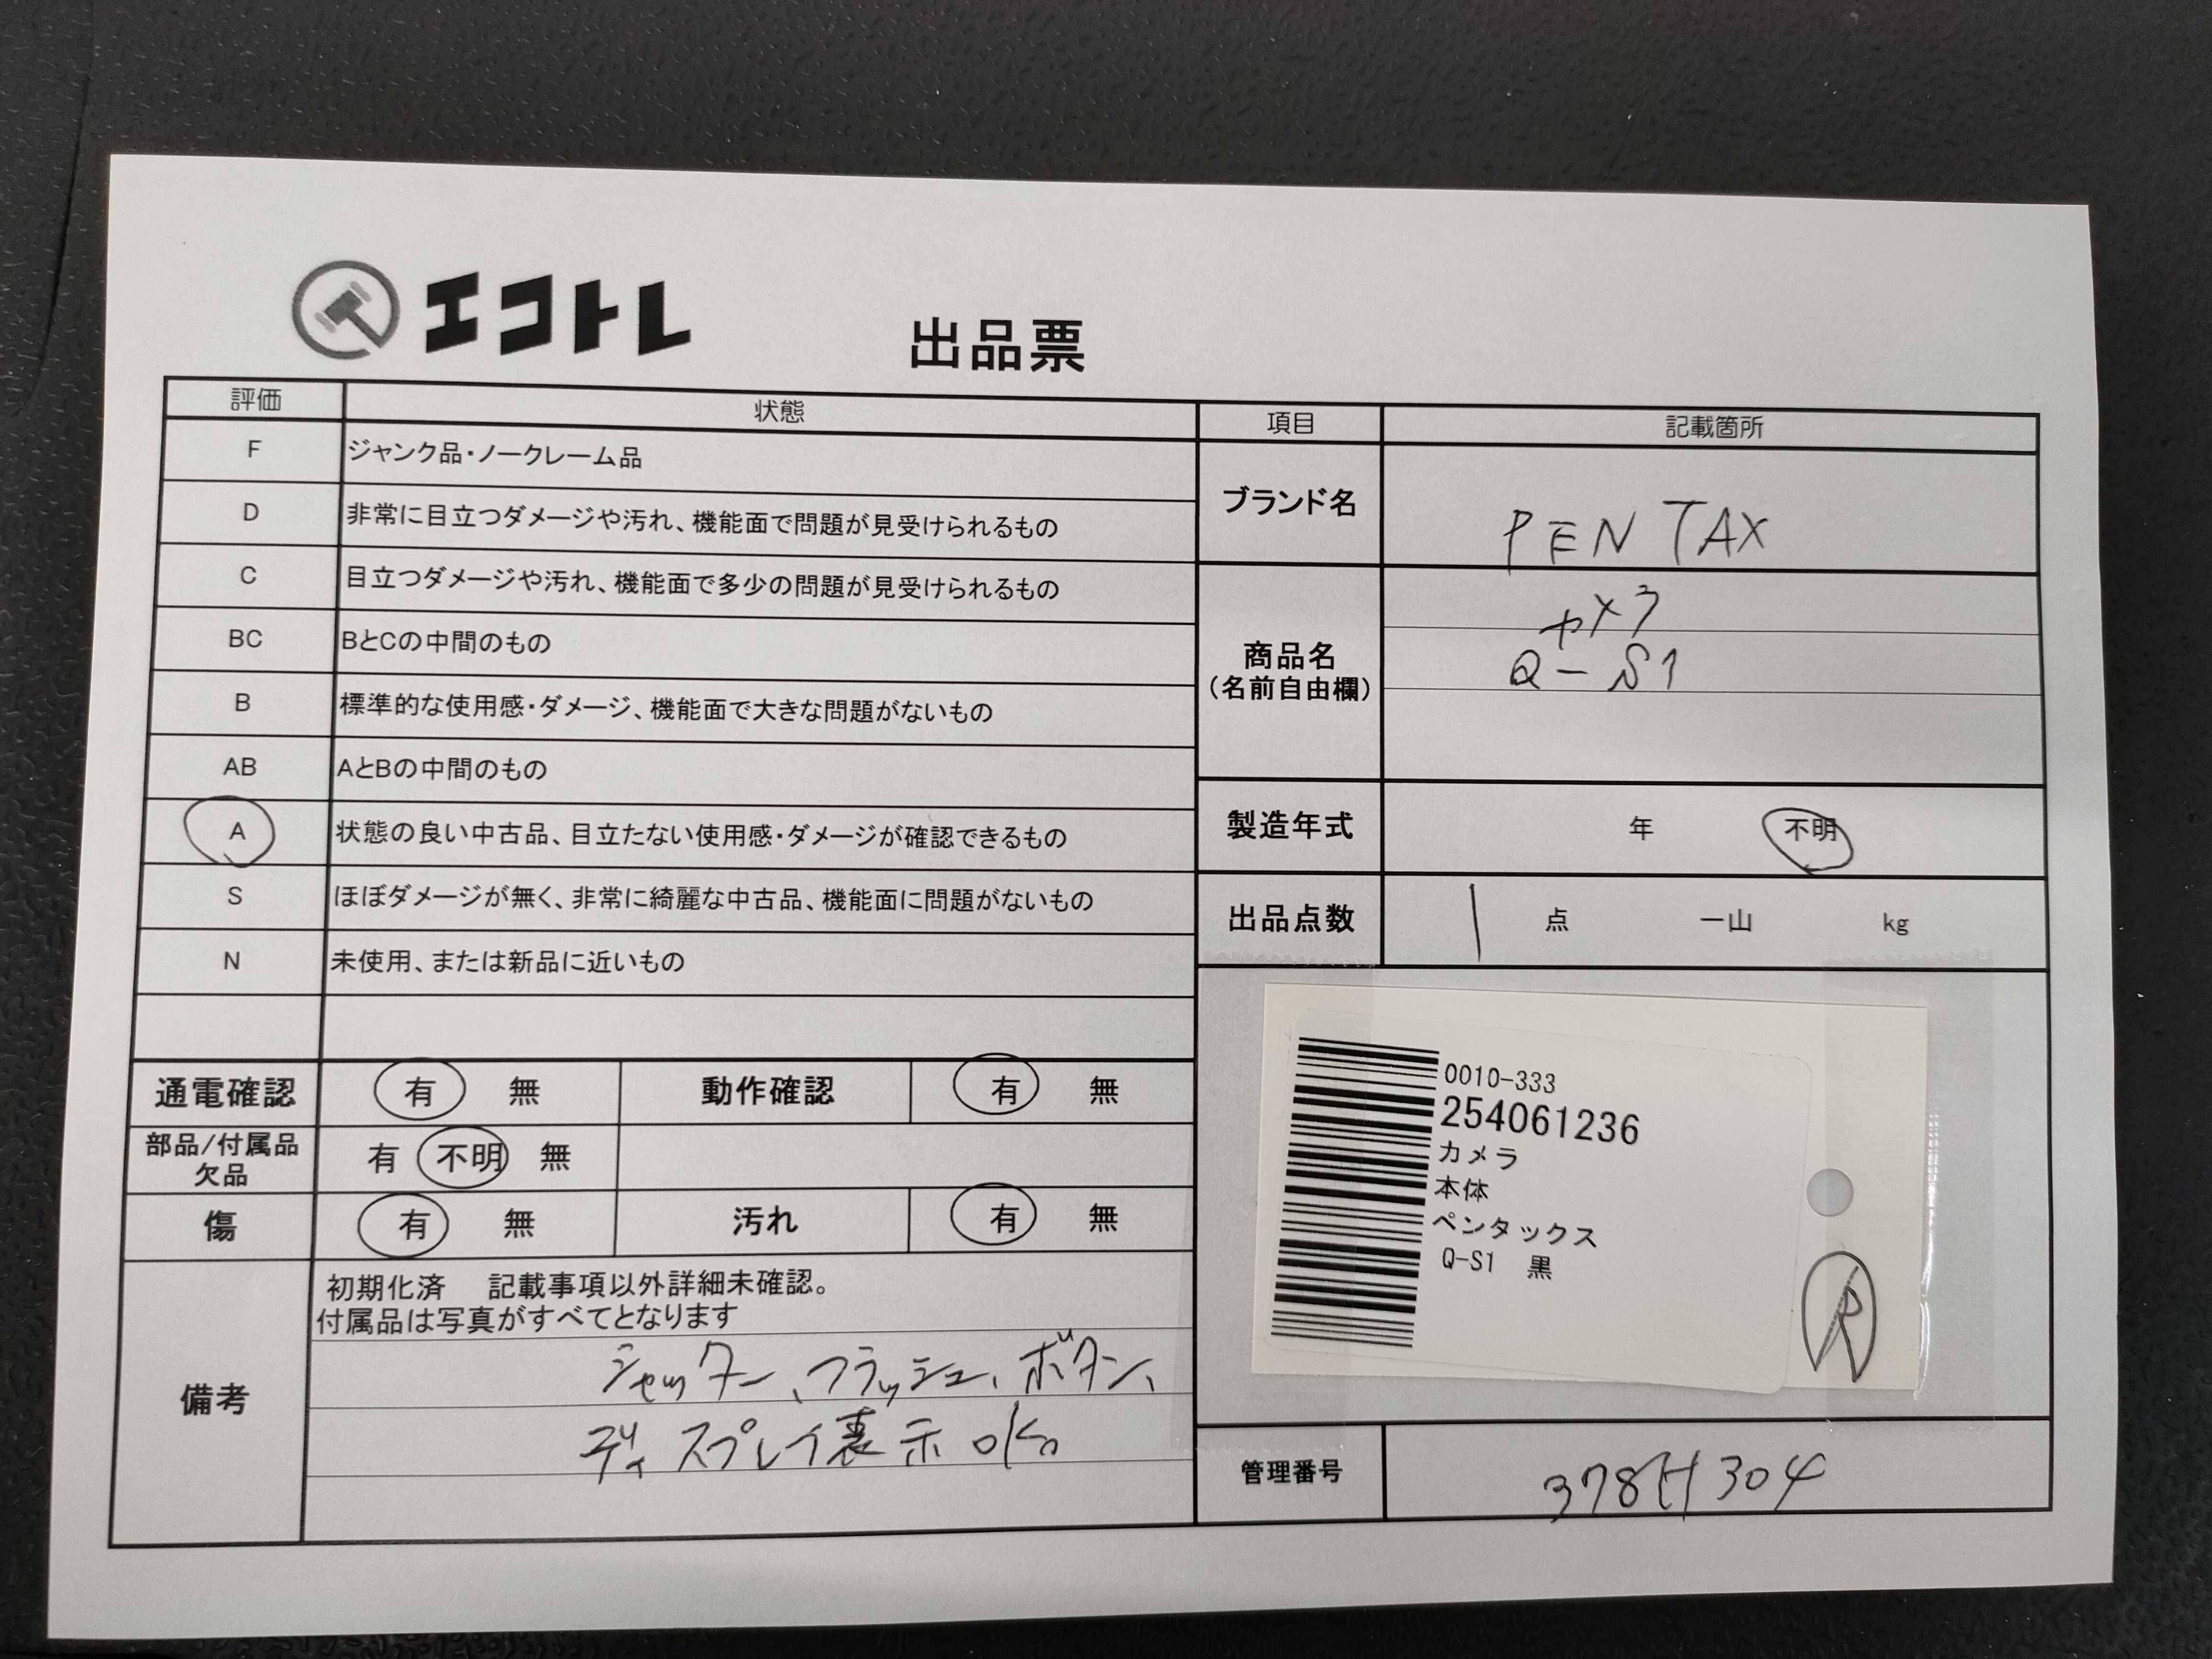 エコトレ
出品票
評価 状態
F ジャンク品・ノークレーム品
D 非常に目立つダメージや汚れ、機能面で問題が見受けられるもの
C 目立つダメージや汚れ、機能面で多少の問題が見受けられるもの
BC BとCの中間のもの
B 標準的な使用感・ダメージ、機能面で大きな問題がないもの
AB AとBの中間のもの
A 状態の良い中古品、目立たない使用感・ダメージが確認できるもの
S ほぼダメージが無く、非常に綺麗な中古品、機能面に問題がないもの
N 未使用、または新品に近いもの
通電確認 有 無 動作確認 有 無
部品/付属品
欠品
有 不明 無
傷 有 無 汚れ 有 無
備考
初期化済 記載事項以外詳細未確認。
付属品は写真がすべてとなります
シャッター、フラッシュ、ボタン、
ディスプレイ表示OK。
項目 記載箇所
ブランド名 PENTAX
商品名
(名前自由欄)
カメラ
Q-S1
製造年式 年 不明
出品点数 1 点 一山 kg
0010-333
254061236
カメラ
本体
ペンタックス
Q-S1 黒
R
管理番号 378H304